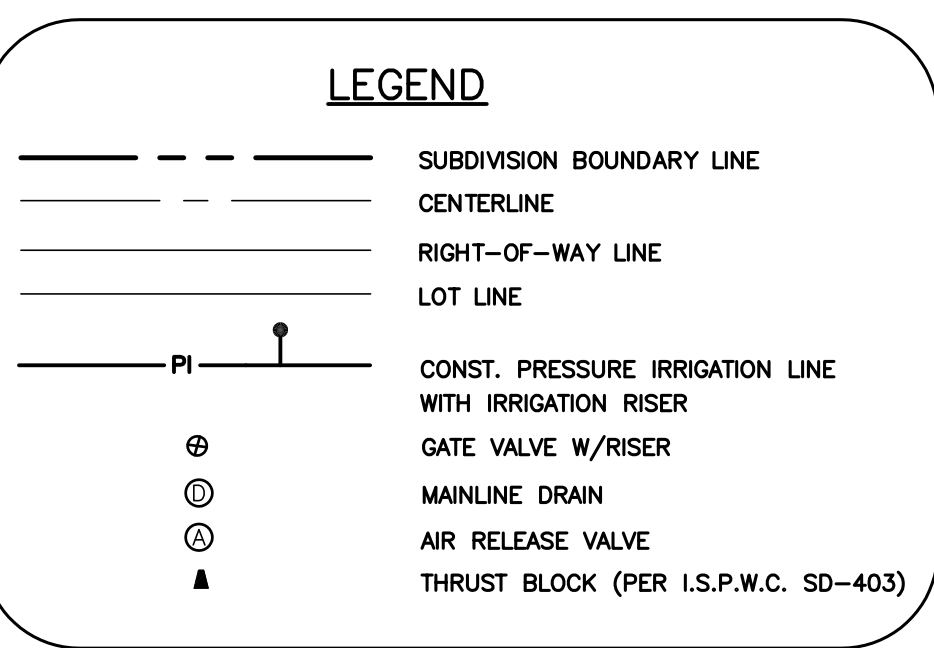 LEGEND
SUBDIVISION BOUNDARY LINE
CENTERLINE
RIGHT-OF-WAY LINE
LOT LINE
PI CONST. PRESSURE IRRIGATION LINE
WITH IRRIGATION RISER
GATE VALVE W/RISER
D MAINLINE DRAIN
A AIR RELEASE VALVE
THRUST BLOCK (PER I.S.P.W.C. SD-403)